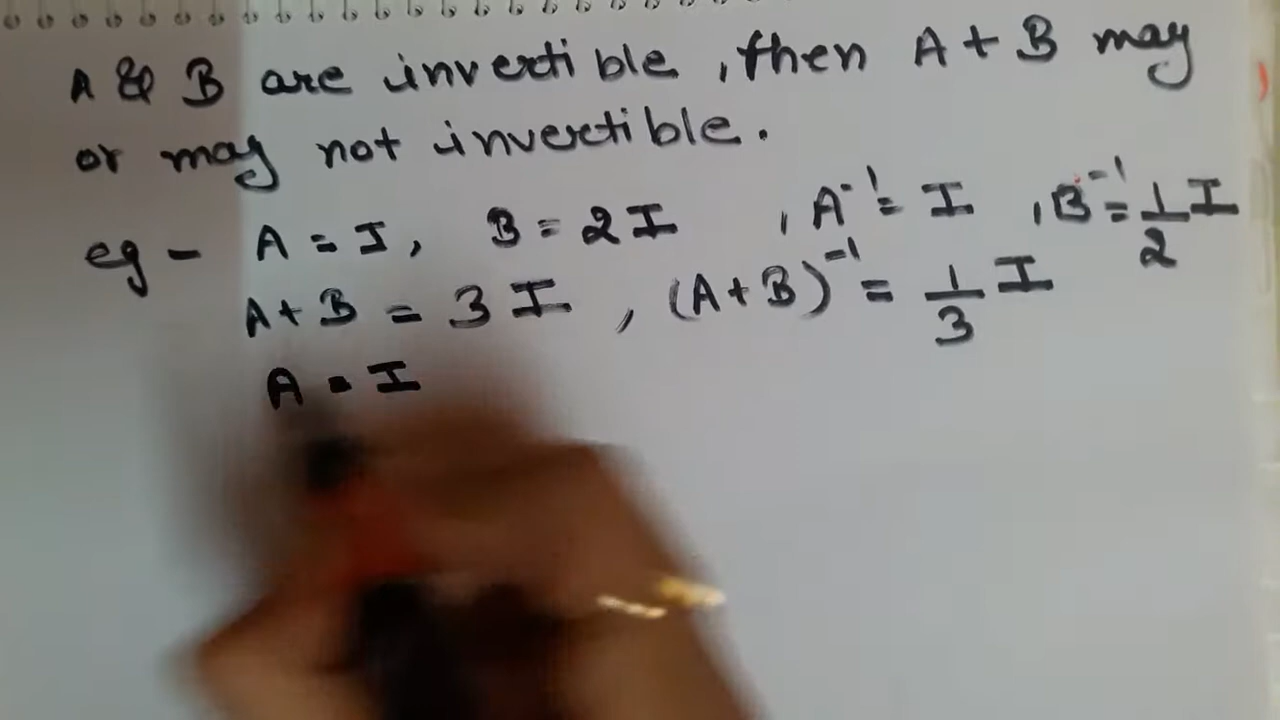 A & B are invertible, then A + B may
or may not invertible.
eg - A = I, B = 2I , A⁻¹ = I , B⁻¹ = 1/2 I
A + B = 3I , (A + B)⁻¹ = 1/3 I
A = I